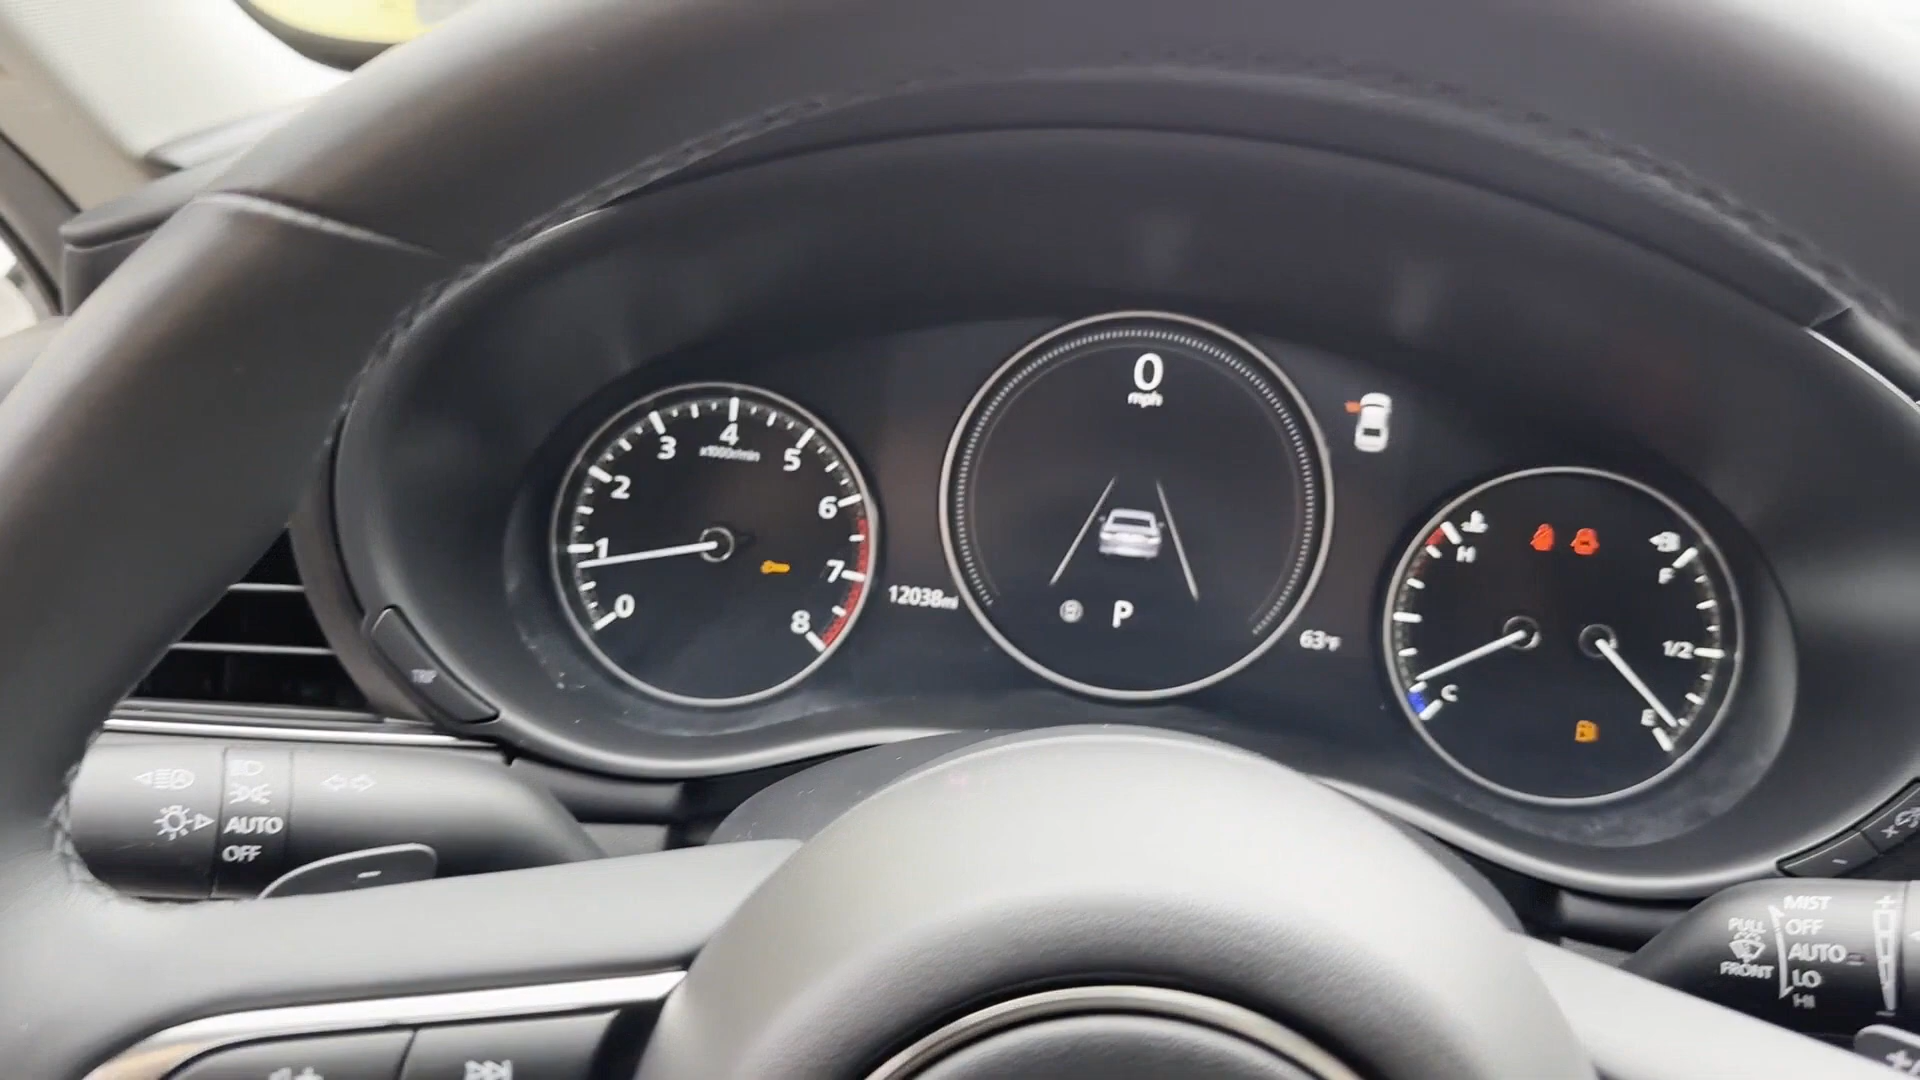 0
mph
0
1
2
3
4
5
6
7
8
x1000r/min
12038mi
P
63°F
H
C
F
1/2
E
TRIP
AUTO
OFF
-
MIST
OFF
AUTO
LO
HI
PULL
FRONT
+
-